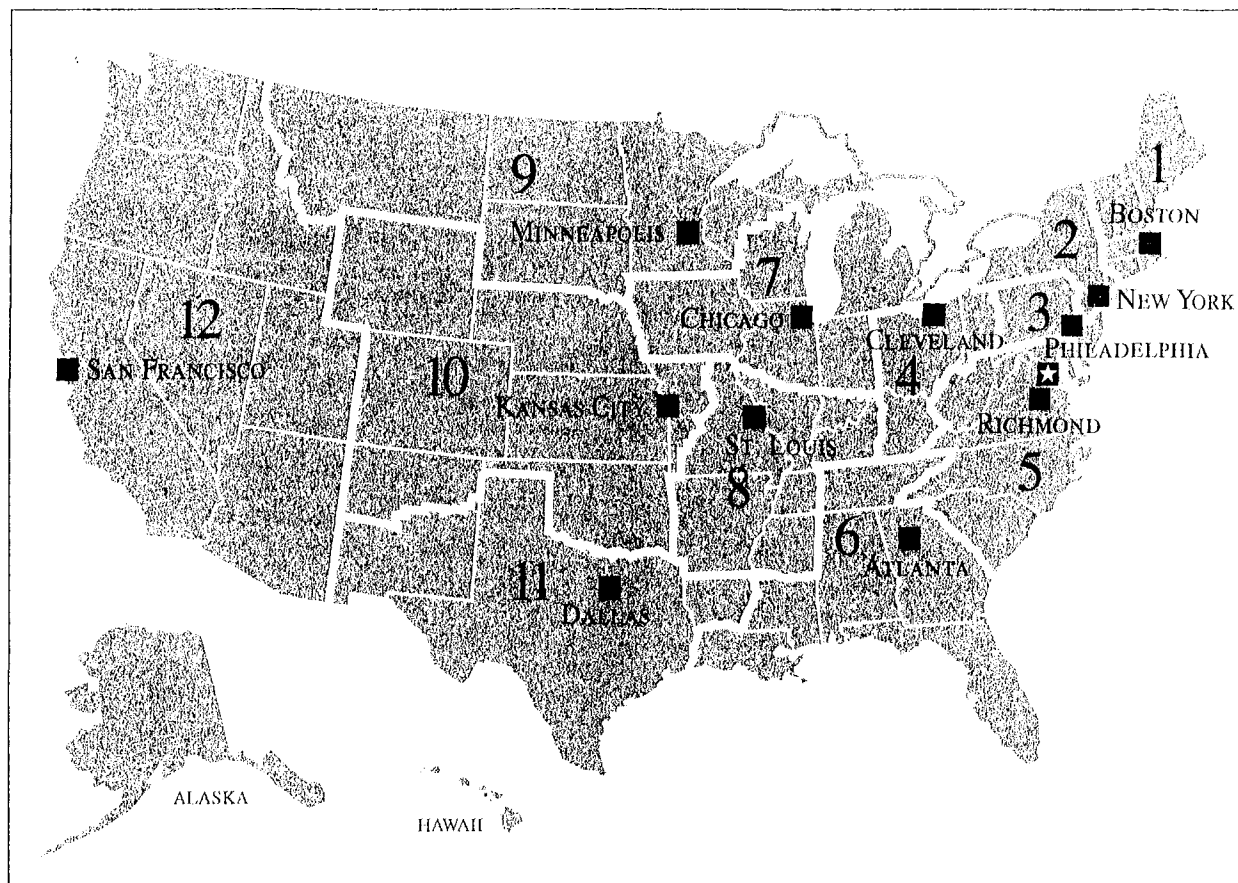 1
BOSTON
2
NEW YORK
3
PHILADELPHIA
CLEVELAND
4
RICHMOND
5
6
ATLANTA
7
CHICAGO
ST. LOUIS
8
9
MINNEAPOLIS
10
KANSAS CITY
11
DALLAS
12
SAN FRANCISCO
ALASKA
HAWAII